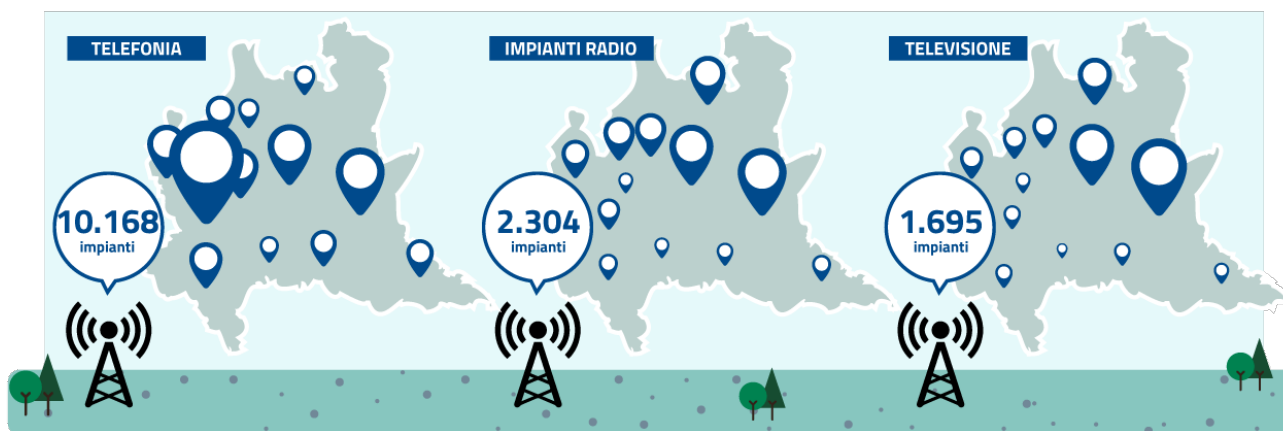 TELEFONIA
10.168
impianti
IMPIANTI RADIO
2.304
impianti
TELEVISIONE
1.695
impianti